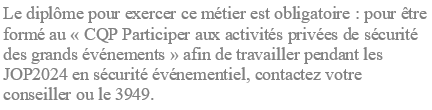 Le diplôme pour exercer ce métier est obligatoire : pour être
formé au « CQP Participer aux activités privées de sécurité
des grands événements » afin de travailler pendant les
JOP2024 en sécurité événementiel, contactez votre
conseiller ou le 3949.